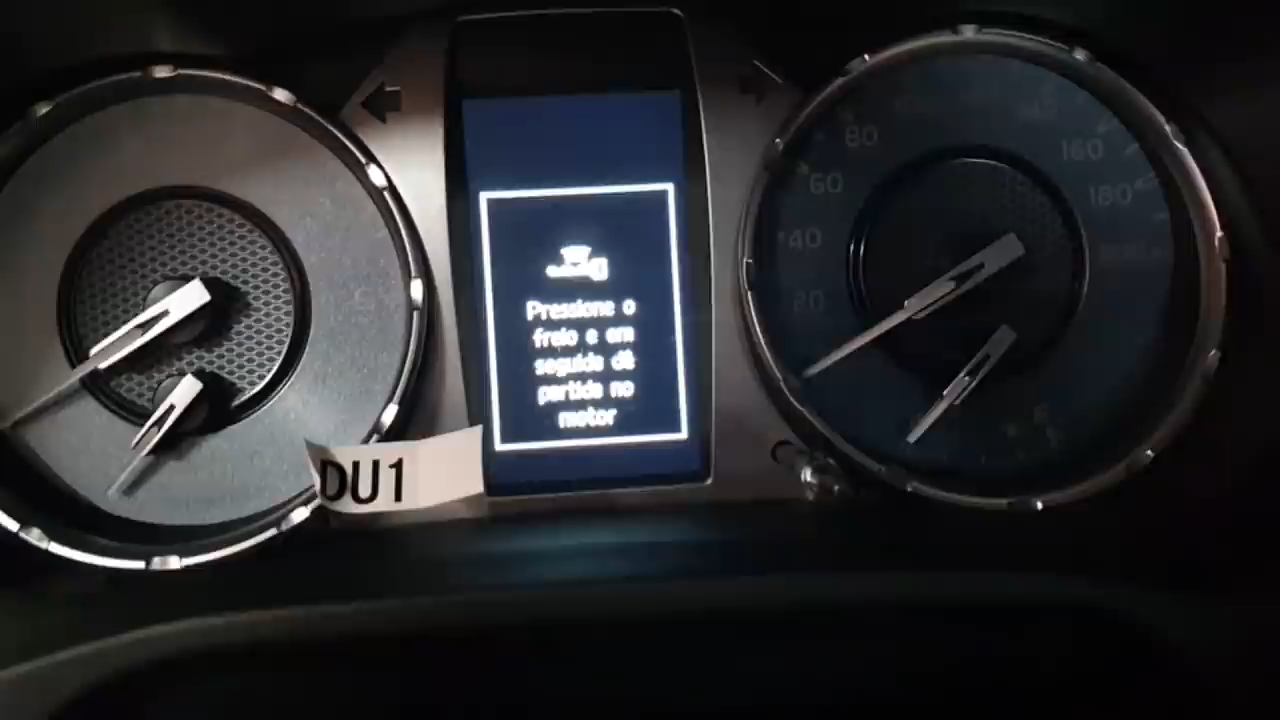 80
160
60
180
40
20
Pressione o
freio e em
seguida dê
partida no
motor
DU1